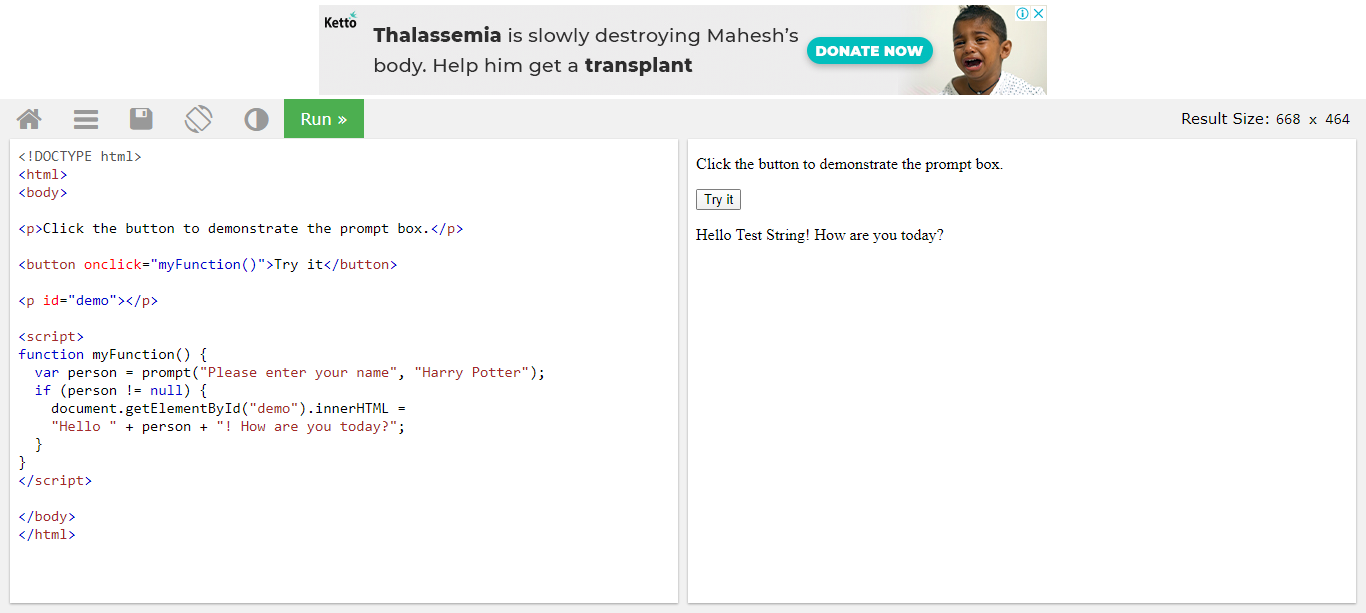 Ketto
Thalassemia is slowly destroying Mahesh's
body. Help him get a transplant
DONATE NOW
Run »
Result Size: 668 x 464
<!DOCTYPE html>
<html>
<body>
<p>Click the button to demonstrate the prompt box.</p>
<button onclick="myFunction()">Try it</button>
<p id="demo"></p>
<script>
function myFunction() {
  var person = prompt("Please enter your name", "Harry Potter");
  if (person != null) {
    document.getElementById("demo").innerHTML =
    "Hello " + person + "! How are you today?";
  }
}
</script>
</body>
</html>
Click the button to demonstrate the prompt box.
Try it
Hello Test String! How are you today?